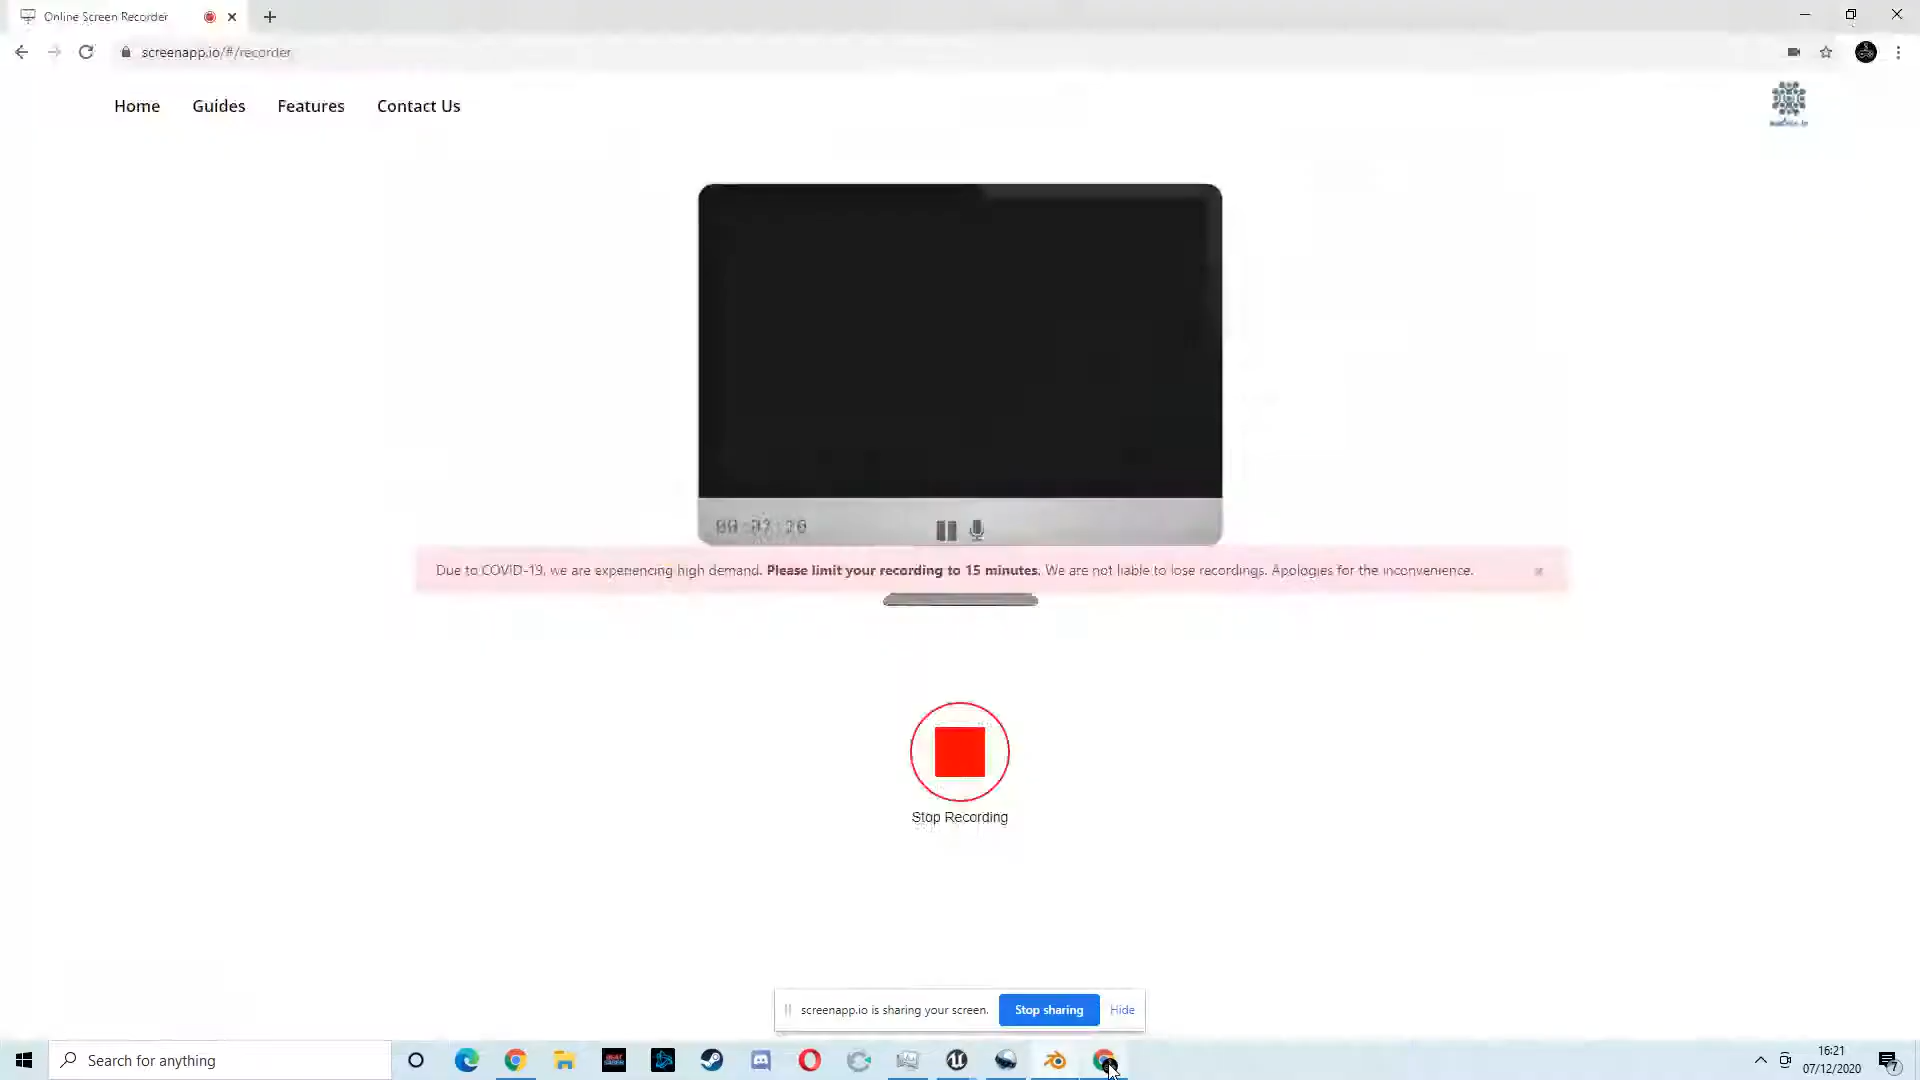 Online Screen Recorder
screenapp.io/#/recorder
Home Guides Features Contact Us
Due to COVID-19, we are experiencing high demand. Please limit your recording to 15 minutes. We are not liable to lose recordings. Apologies for the inconvenience.
Stop Recording
screenapp.io is sharing your screen. Stop sharing Hide
Search for anything
BEAT SABER
16:21
07/12/2020
7